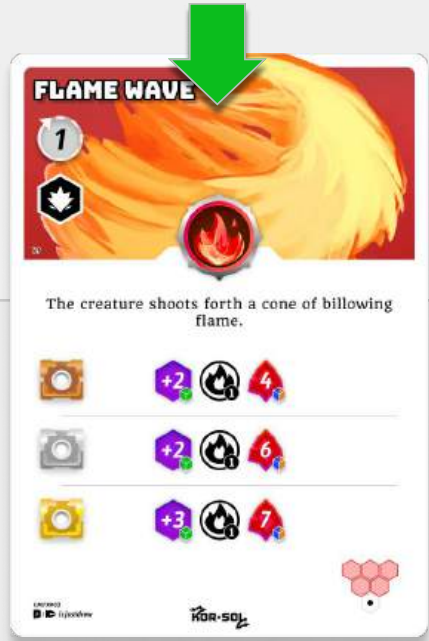 FLAME WAVE
1
The creature shoots forth a cone of billowing
flame.
+2 1 4
+2 1 6
+3 1 7
KOR-SOL